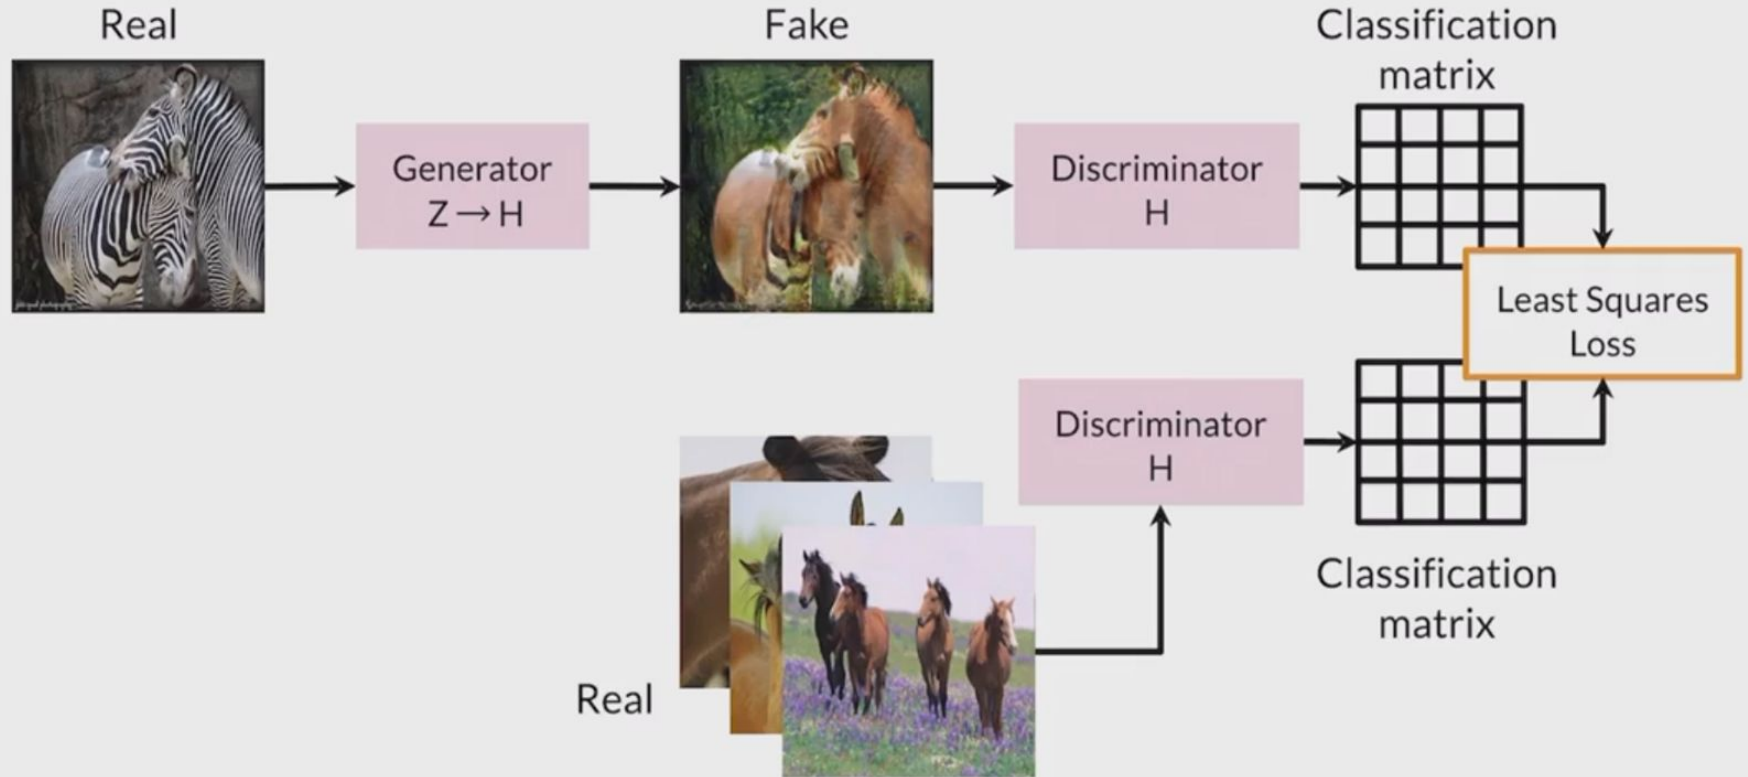 Real
Fake
Classification
matrix
Generator
Z → H
Discriminator
H
Least Squares
Loss
Discriminator
H
Classification
matrix
Real